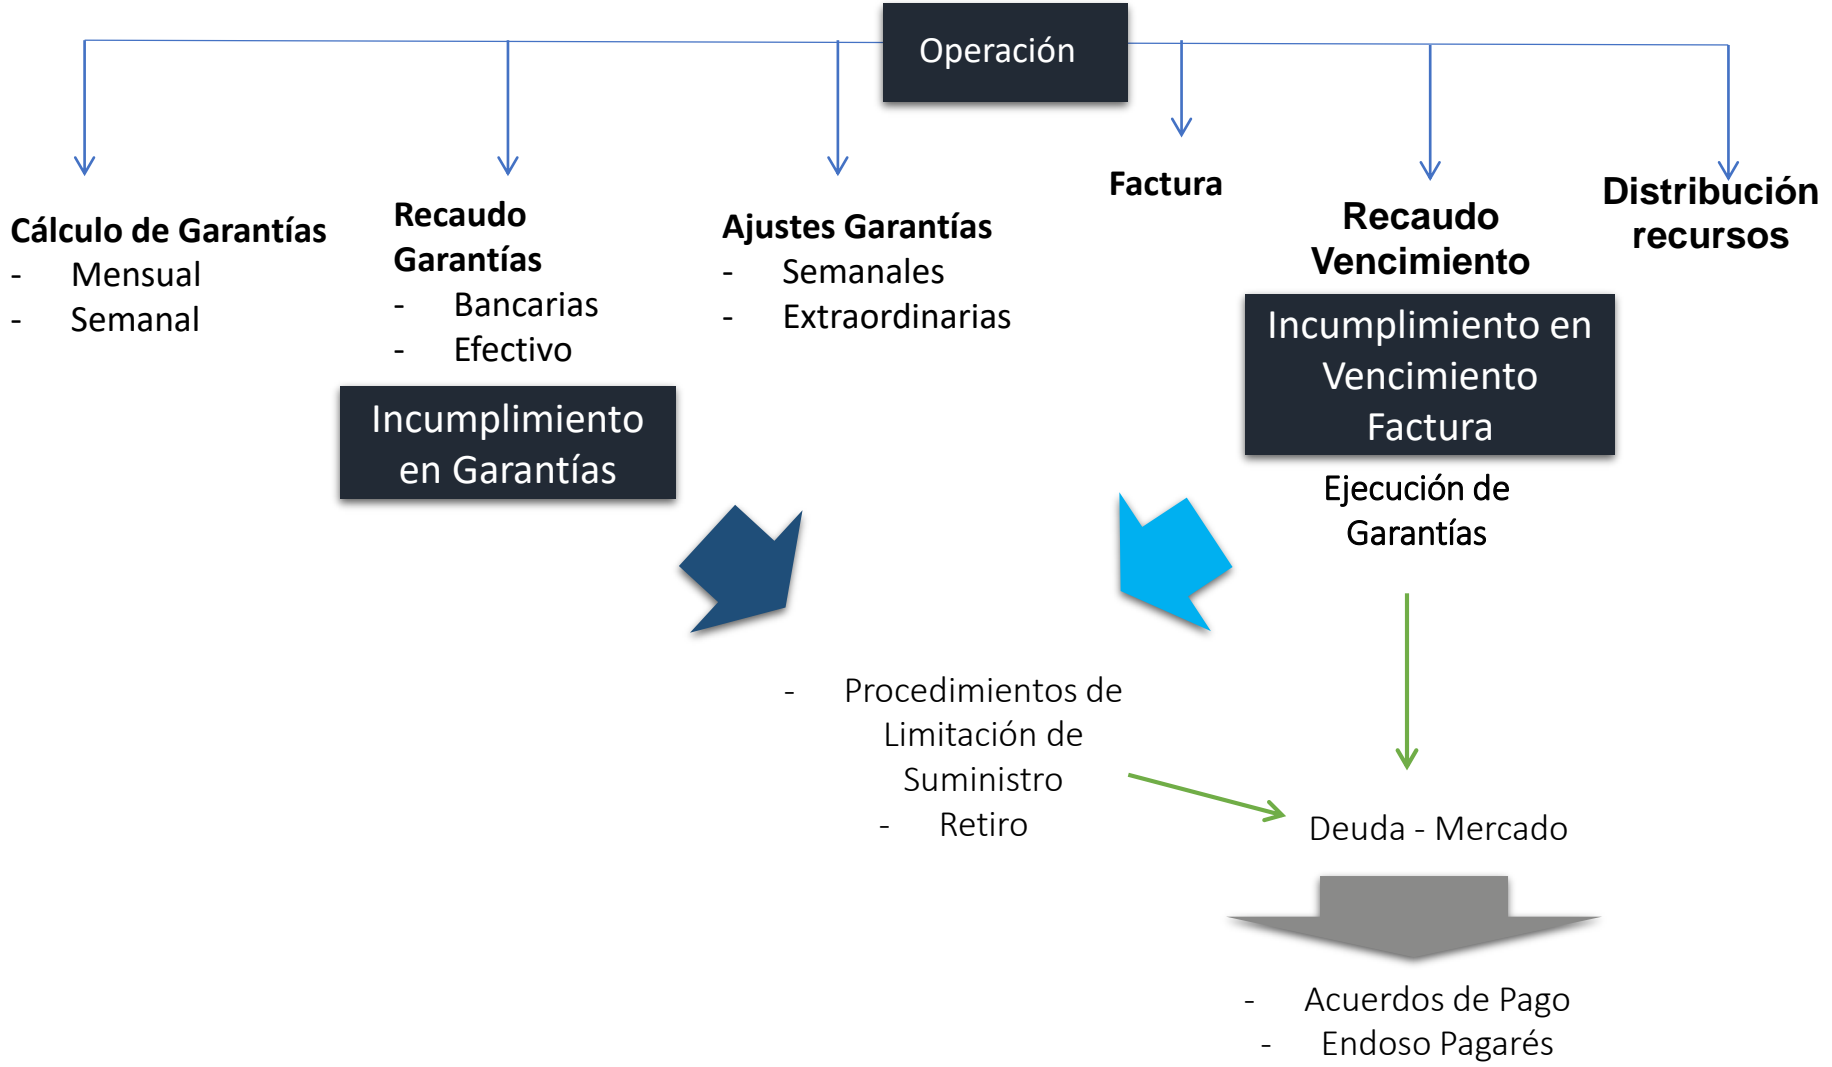 Operación
Cálculo de Garantías
- Mensual
- Semanal
Recaudo
Garantías
- Bancarias
- Efectivo
Incumplimiento
en Garantías
Ajustes Garantías
- Semanales
- Extraordinarias
Factura
Recaudo
Vencimiento
Incumplimiento en
Vencimiento
Factura
Ejecución de
Garantías
Distribución
recursos
- Procedimientos de
Limitación de
Suministro
- Retiro
Deuda - Mercado
- Acuerdos de Pago
- Endoso Pagarés